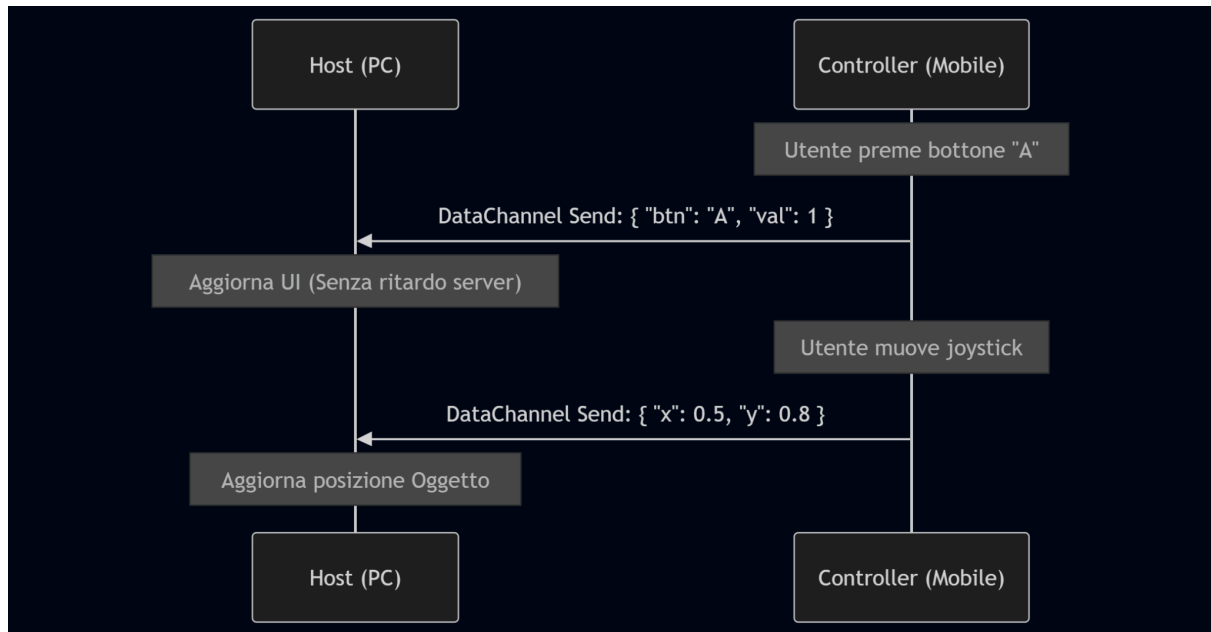 Host (PC)
Controller (Mobile)
Utente preme bottone "A"
DataChannel Send: { "btn": "A", "val": 1 }
Aggiorna UI (Senza ritardo server)
Utente muove joystick
DataChannel Send: { "x": 0.5, "y": 0.8 }
Aggiorna posizione Oggetto
Host (PC)
Controller (Mobile)